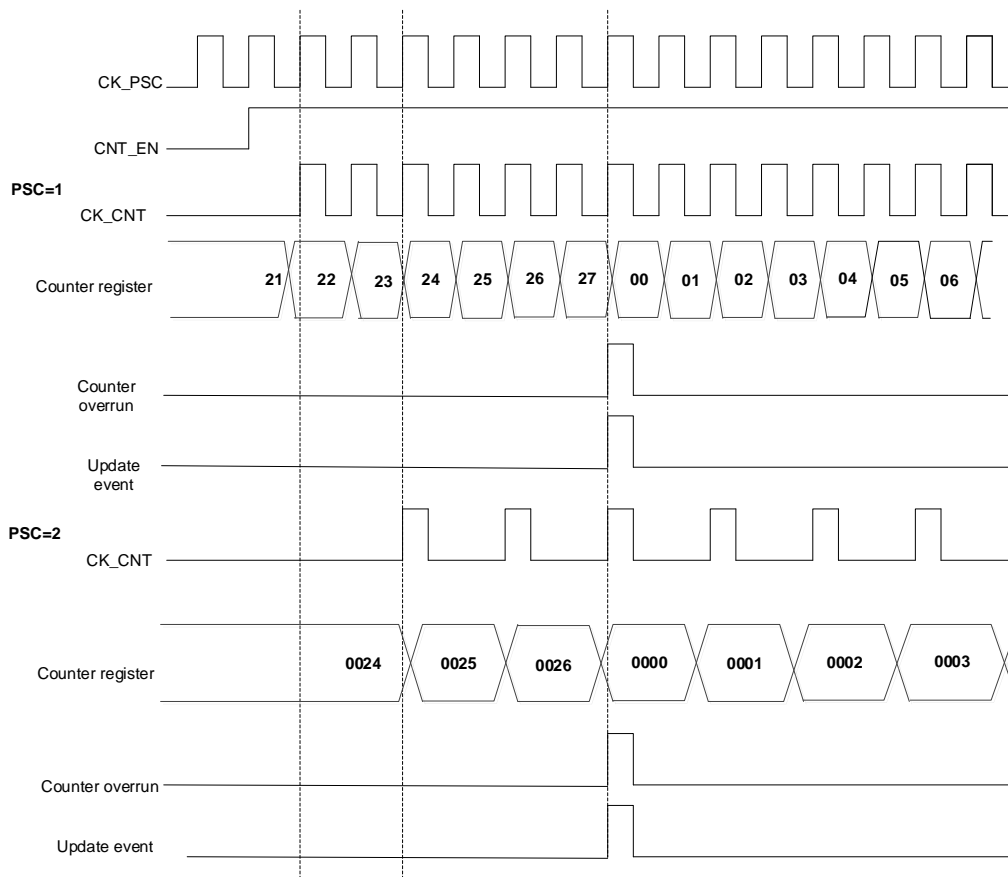 CK_PSC
CNT_EN
PSC=1
CK_CNT
Counter register
21 22 23 24 25 26 27 00 01 02 03 04 05 06
Counter
overrun
Update
event
PSC=2
CK_CNT
Counter register
0024 0025 0026 0000 0001 0002 0003
Counter overrun
Update event